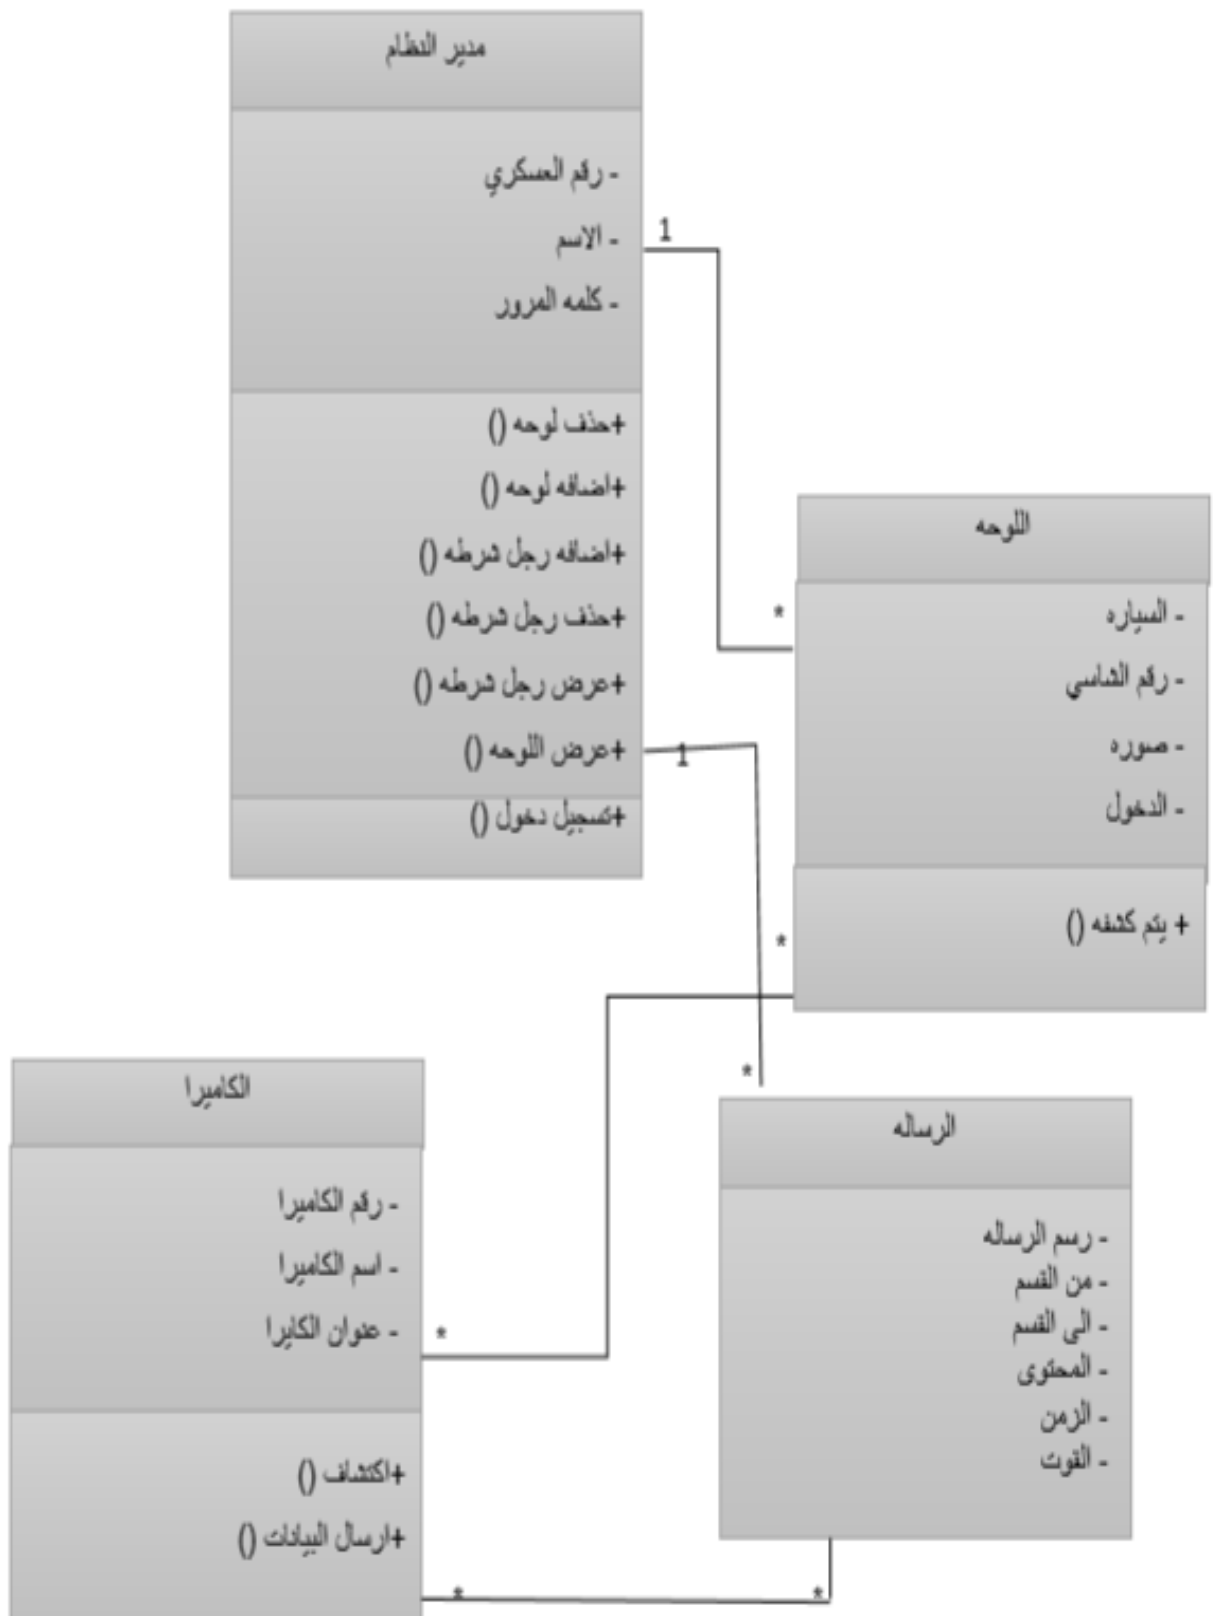 مدير النظام
- رقم العسكري
- الاسم
- كلمه المرور
+حذف لوحه ()
+اضافه لوحه ()
+اضافه رجل شرطه ()
+حذف رجل شرطه ()
+عرض رجل شرطه ()
+عرض اللوحه ()
+تسجيل دخول ()
1
*
1
*
اللوحه
- السياره
- رقم الشاسي
- صوره
- الدخول
+ يتم كشفه ()
*
*
الكاميرا
- رقم الكاميرا
- اسم الكاميرا
- عنوان الكايرا
+اكتشاف ()
+ارسال البيانات ()
الرساله
- رسم الرساله
- من القسم
- الى القسم
- المحتوى
- الزمن
- القوت
*
*